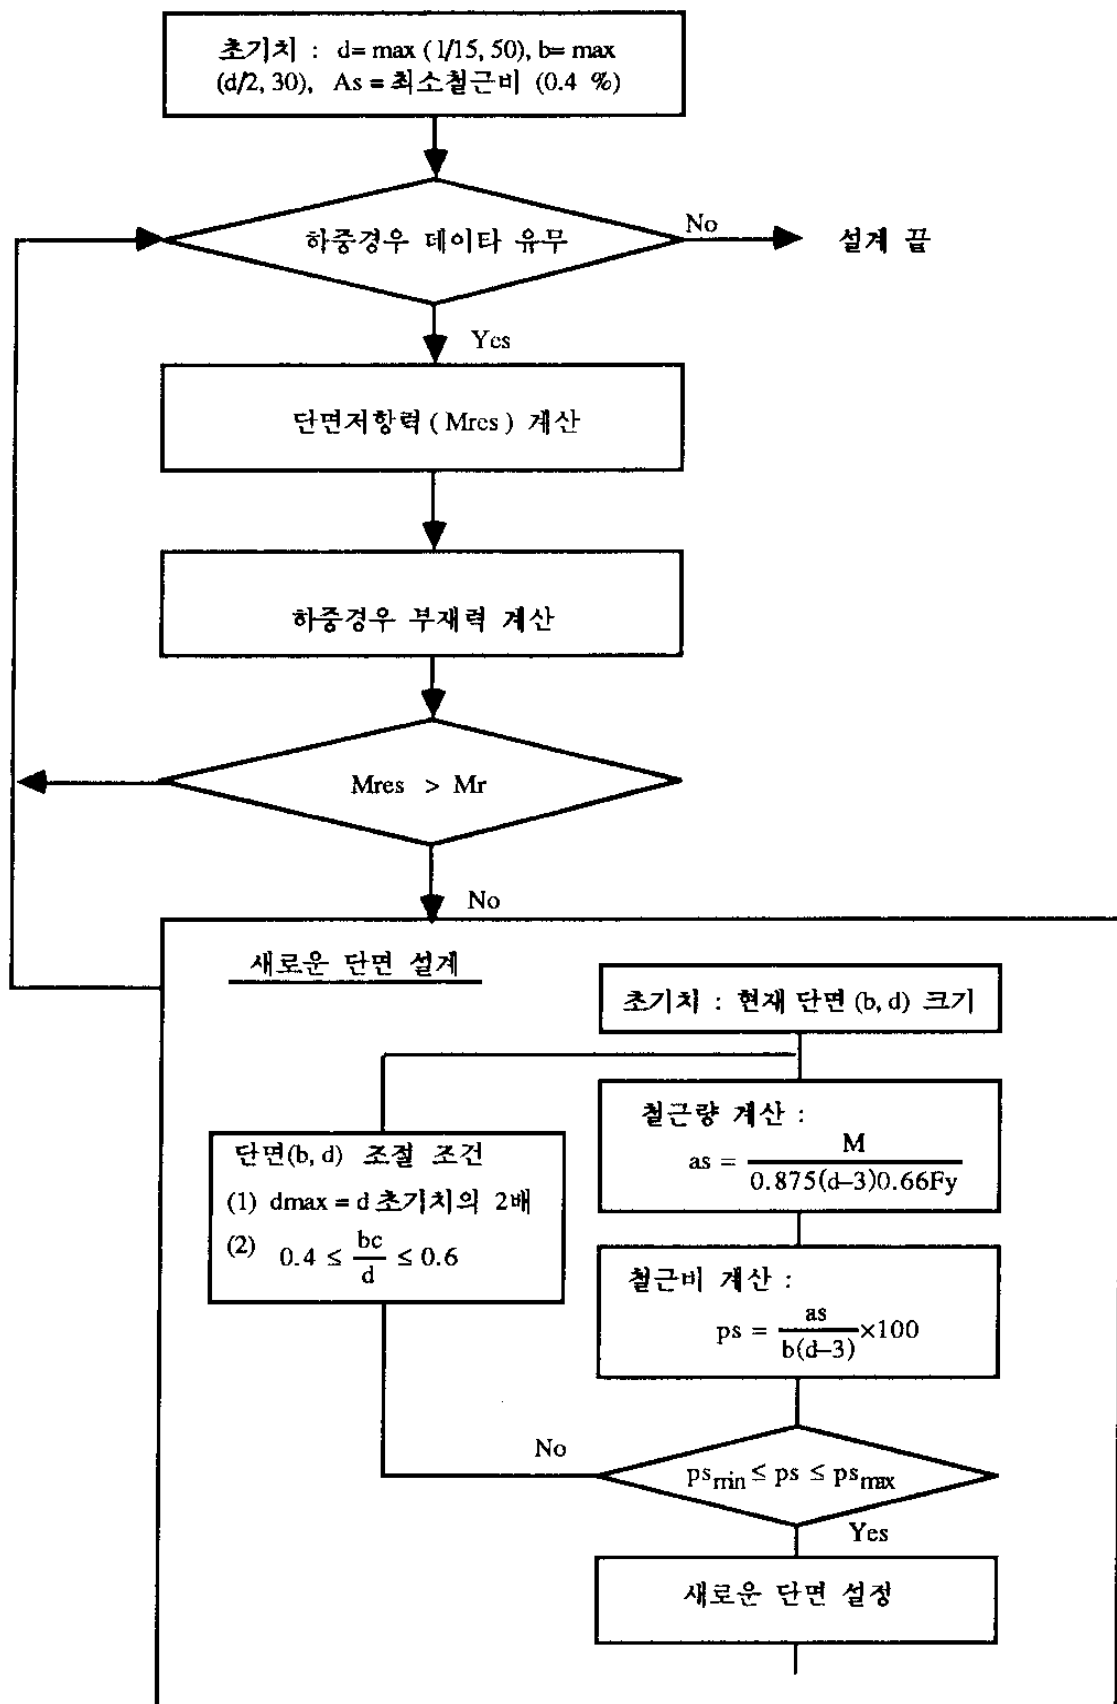 초기치 : d= max (1/15, 50), b= max
(d/2, 30), As = 최소철근비 (0.4 %)
하중경우 데이타 유무
No
설계 끝
Yes
단면저항력 ( Mres ) 계산
하중경우 부재력 계산
Mres > Mr
No
새로운 단면 설계
초기치 : 현재 단면 (b, d) 크기
철근량 계산 :
as = M / 0.875(d–3)0.66Fy
단면(b, d) 조절 조건
(1) dmax = d 초기치의 2배
(2) 0.4 ≤ bc/d ≤ 0.6
철근비 계산 :
ps = as / b(d–3) ×100
No
psmin ≤ ps ≤ psmax
Yes
새로운 단면 설정